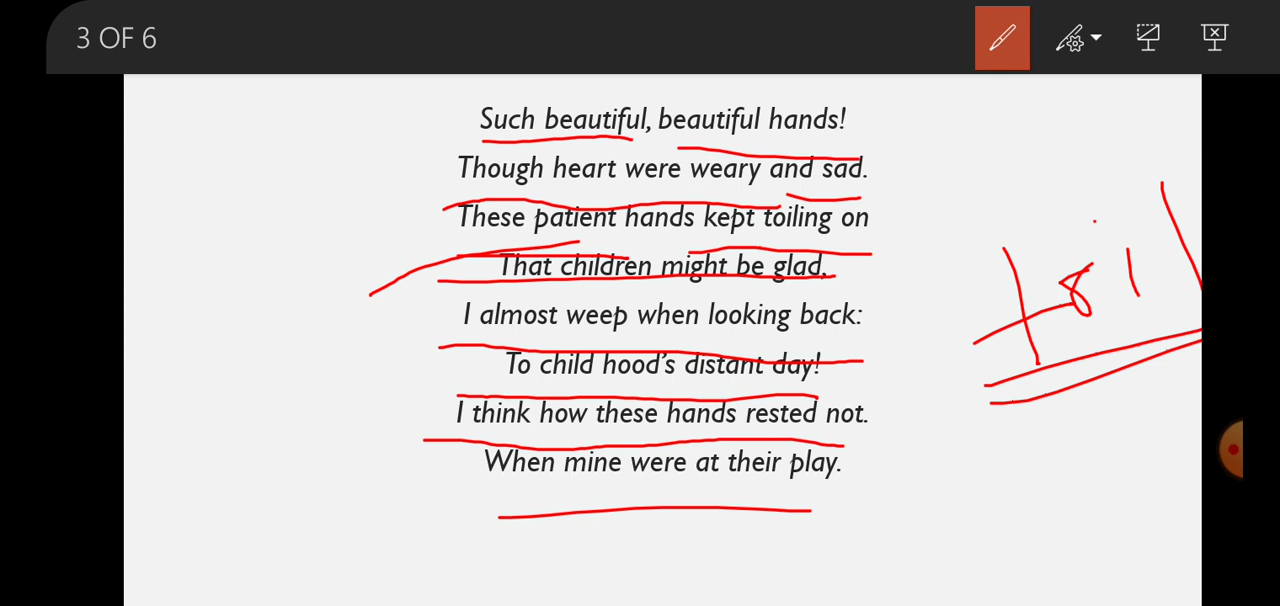 3 OF 6
Such beautiful, beautiful hands!
Though heart were weary and sad.
These patient hands kept toiling on
That children might be glad,
I almost weep when looking back:
To child hood's distant day!
I think how these hands rested not.
When mine were at their play.
toil